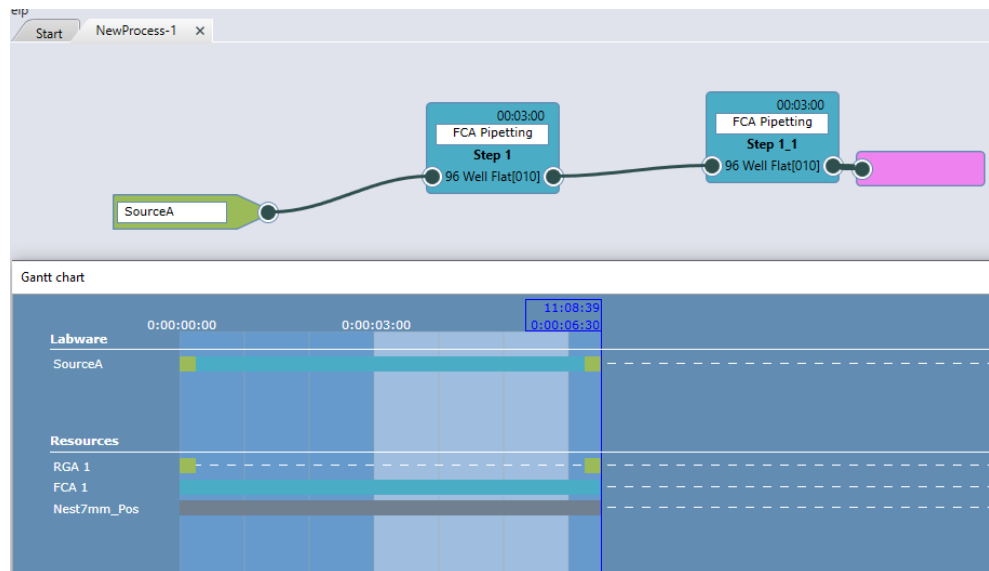 elp
Start NewProcess-1 ×
00:03:00
FCA Pipetting
Step 1
96 Well Flat[010]
00:03:00
FCA Pipetting
Step 1_1
96 Well Flat[010]
SourceA
Gantt chart
11:08:39
0:00:00:00 0:00:03:00 0:00:06:30
Labware
SourceA
Resources
RGA 1
FCA 1
Nest7mm_Pos